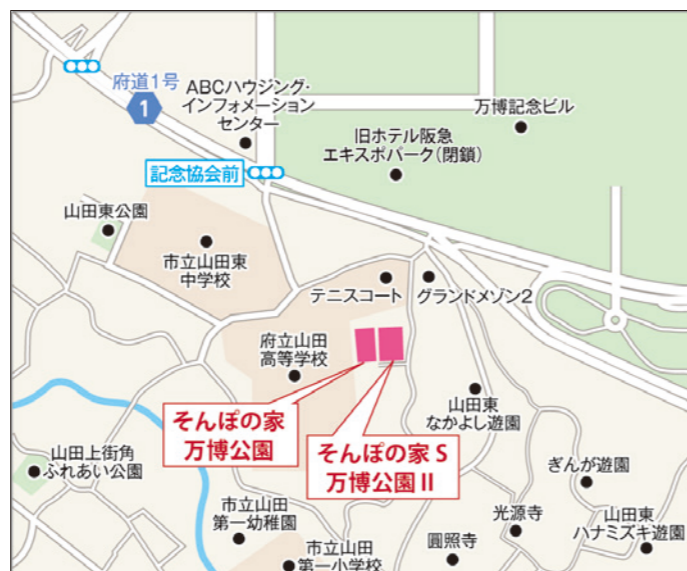 府道1号
1
ABCハウジング・
インフォメーション
センター
万博記念ビル
旧ホテル阪急
エキスポパーク(閉鎖)
記念協会前
山田東公園
市立山田東
中学校
テニスコート
グランドメゾン2
府立山田
高等学校
そんぽの家
万博公園
そんぽの家 S
万博公園 II
山田東
なかよし遊園
山田上街角
ふれあい公園
ぎんが遊園
市立山田
第一幼稚園
光源寺
山田東
ハナミズキ遊園
市立山田
第一小学校
圓照寺